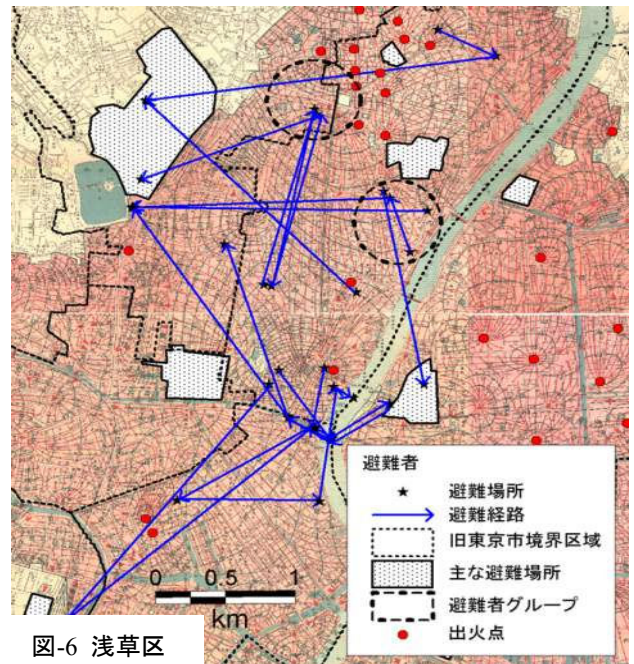 避難者
避難場所
避難経路
旧東京市境界区域
主な避難場所
避難者グループ
出火点
0 0.5 1
km
図-6 浅草区